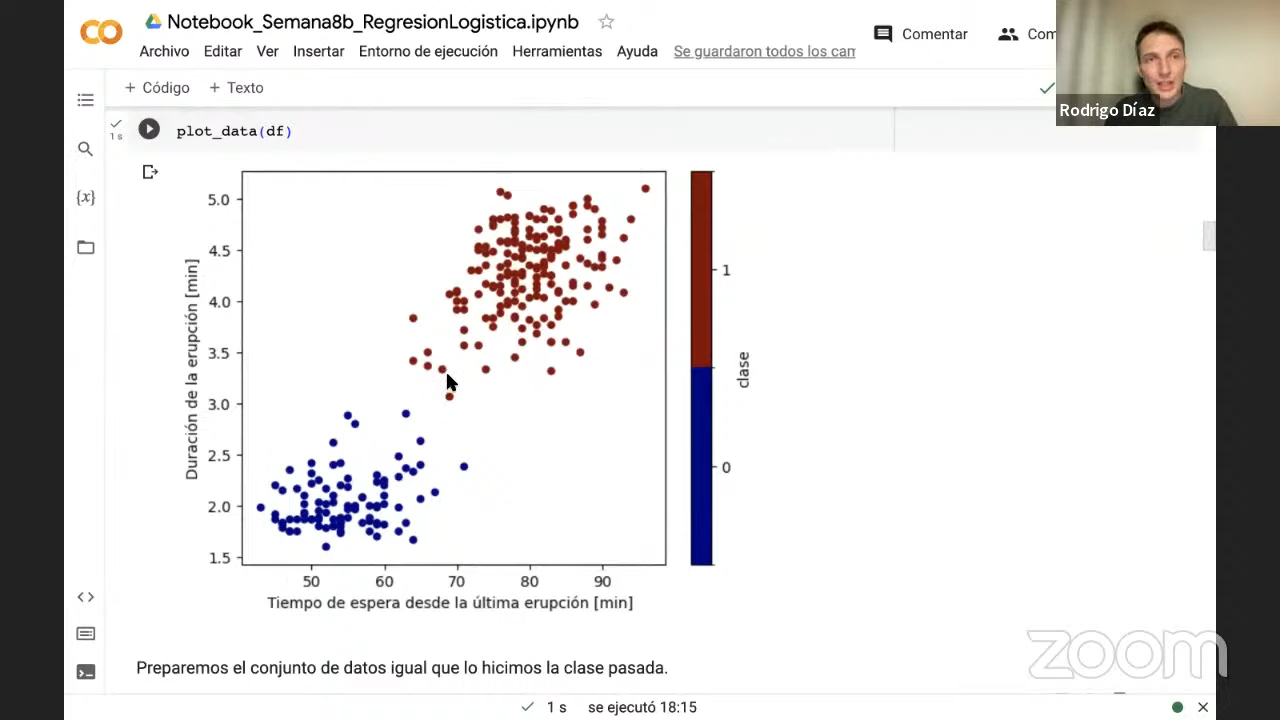 Notebook_Semana8b_RegresionLogistica.ipynb
Archivo Editar Ver Insertar Entorno de ejecución Herramientas Ayuda Se guardaron todos los cam
Comentar Com
Rodrigo Díaz
+ Código + Texto
1 s
plot_data(df)
{x}
5.0
4.5
4.0
3.5
3.0
2.5
2.0
1.5
Duración de la erupción [min]
50 60 70 80 90
Tiempo de espera desde la última erupción [min]
1
0
clase
Preparemos el conjunto de datos igual que lo hicimos la clase pasada.
zoom
1 s se ejecutó 18:15